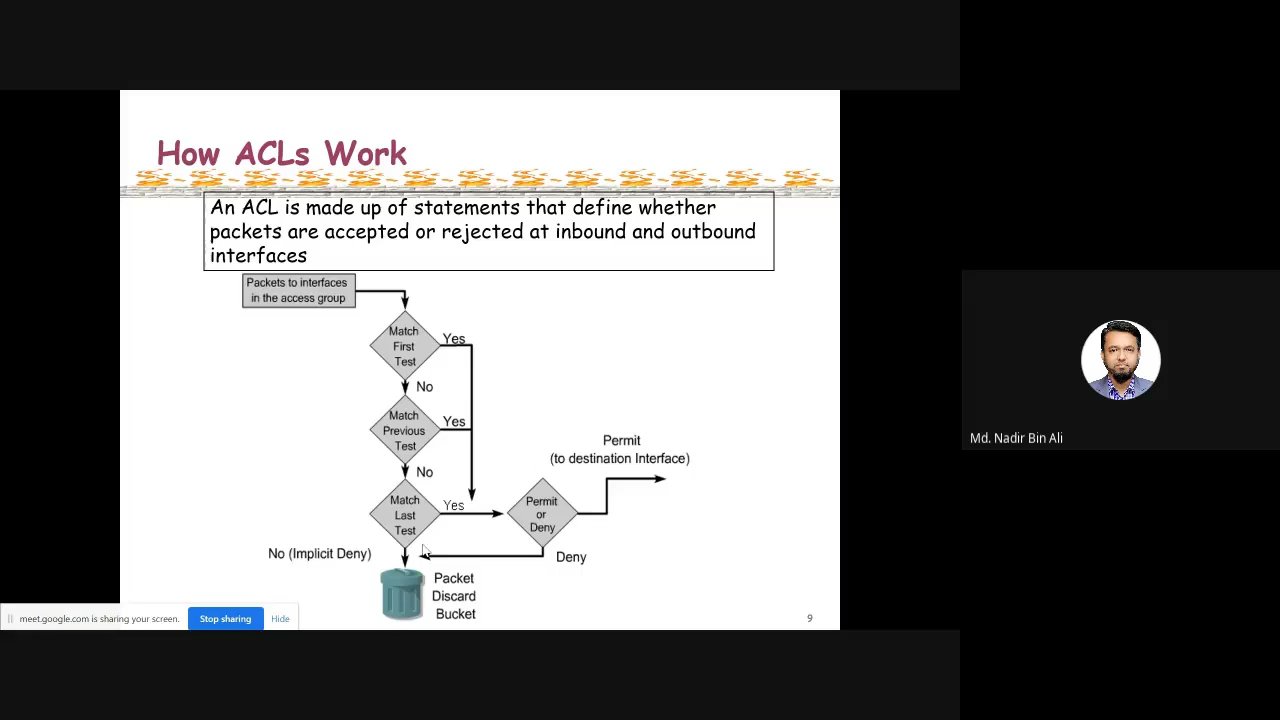 How ACLs Work
An ACL is made up of statements that define whether
packets are accepted or rejected at inbound and outbound
interfaces
Packets to interfaces
in the access group
Match
First
Test
Yes
No
Match
Previous
Test
Yes
No
Match
Last
Test
Yes
Permit
or
Deny
Permit
(to destination Interface)
No (Implicit Deny)
Deny
Packet
Discard
Bucket
9
meet.google.com is sharing your screen.
Stop sharing
Hide
Md. Nadir Bin Ali